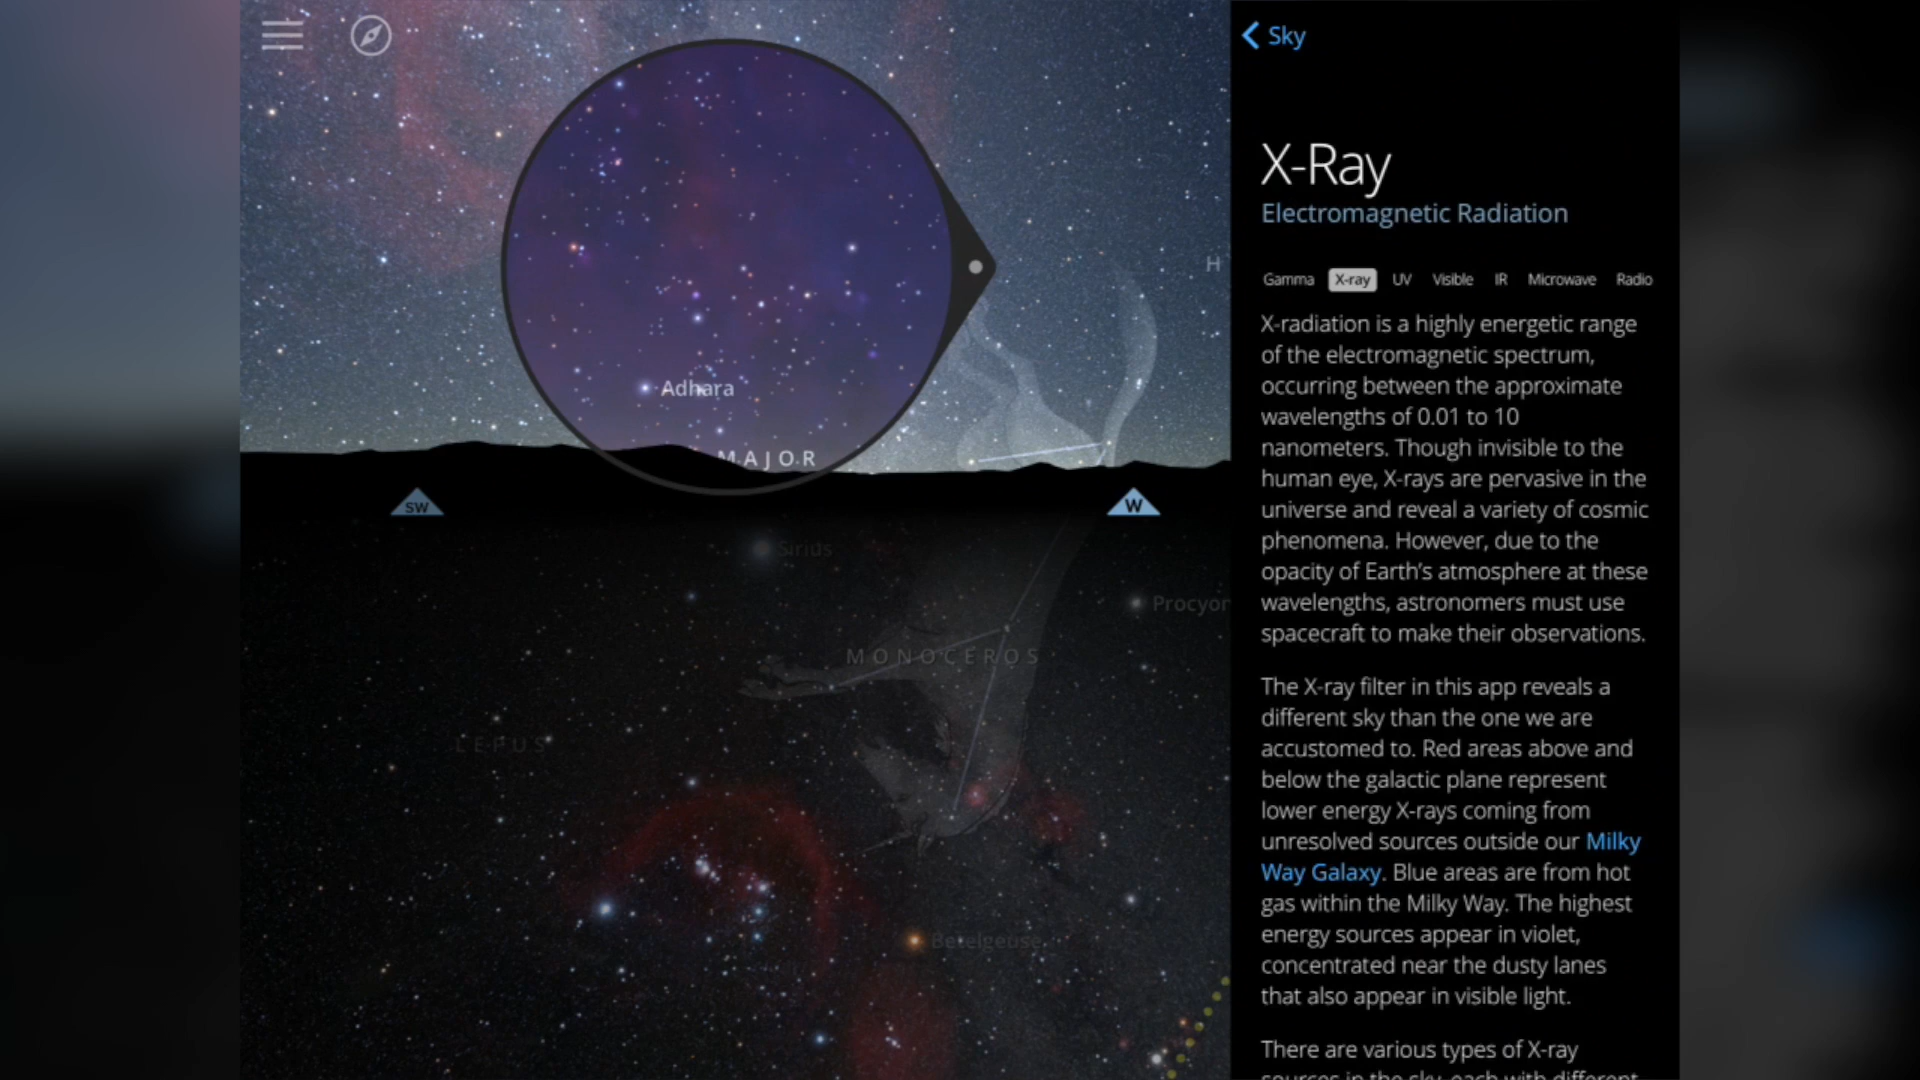 Sky
X-Ray
Electromagnetic Radiation
Gamma X-ray UV Visible IR Microwave Radio
X-radiation is a highly energetic range
of the electromagnetic spectrum,
occurring between the approximate
wavelengths of 0.01 to 10
nanometers. Though invisible to the
human eye, X-rays are pervasive in the
universe and reveal a variety of cosmic
phenomena. However, due to the
opacity of Earth's atmosphere at these
wavelengths, astronomers must use
spacecraft to make their observations.
The X-ray filter in this app reveals a
different sky than the one we are
accustomed to. Red areas above and
below the galactic plane represent
lower energy X-rays coming from
unresolved sources outside our Milky
Way Galaxy. Blue areas are from hot
gas within the Milky Way. The highest
energy sources appear in violet,
concentrated near the dusty lanes
that also appear in visible light.
There are various types of X-ray
sources in the sky, each with different
H
Adhara
MAJOR
SW
W
Sirius
Procyon
MONOCEROS
LEPUS
Betelgeuse